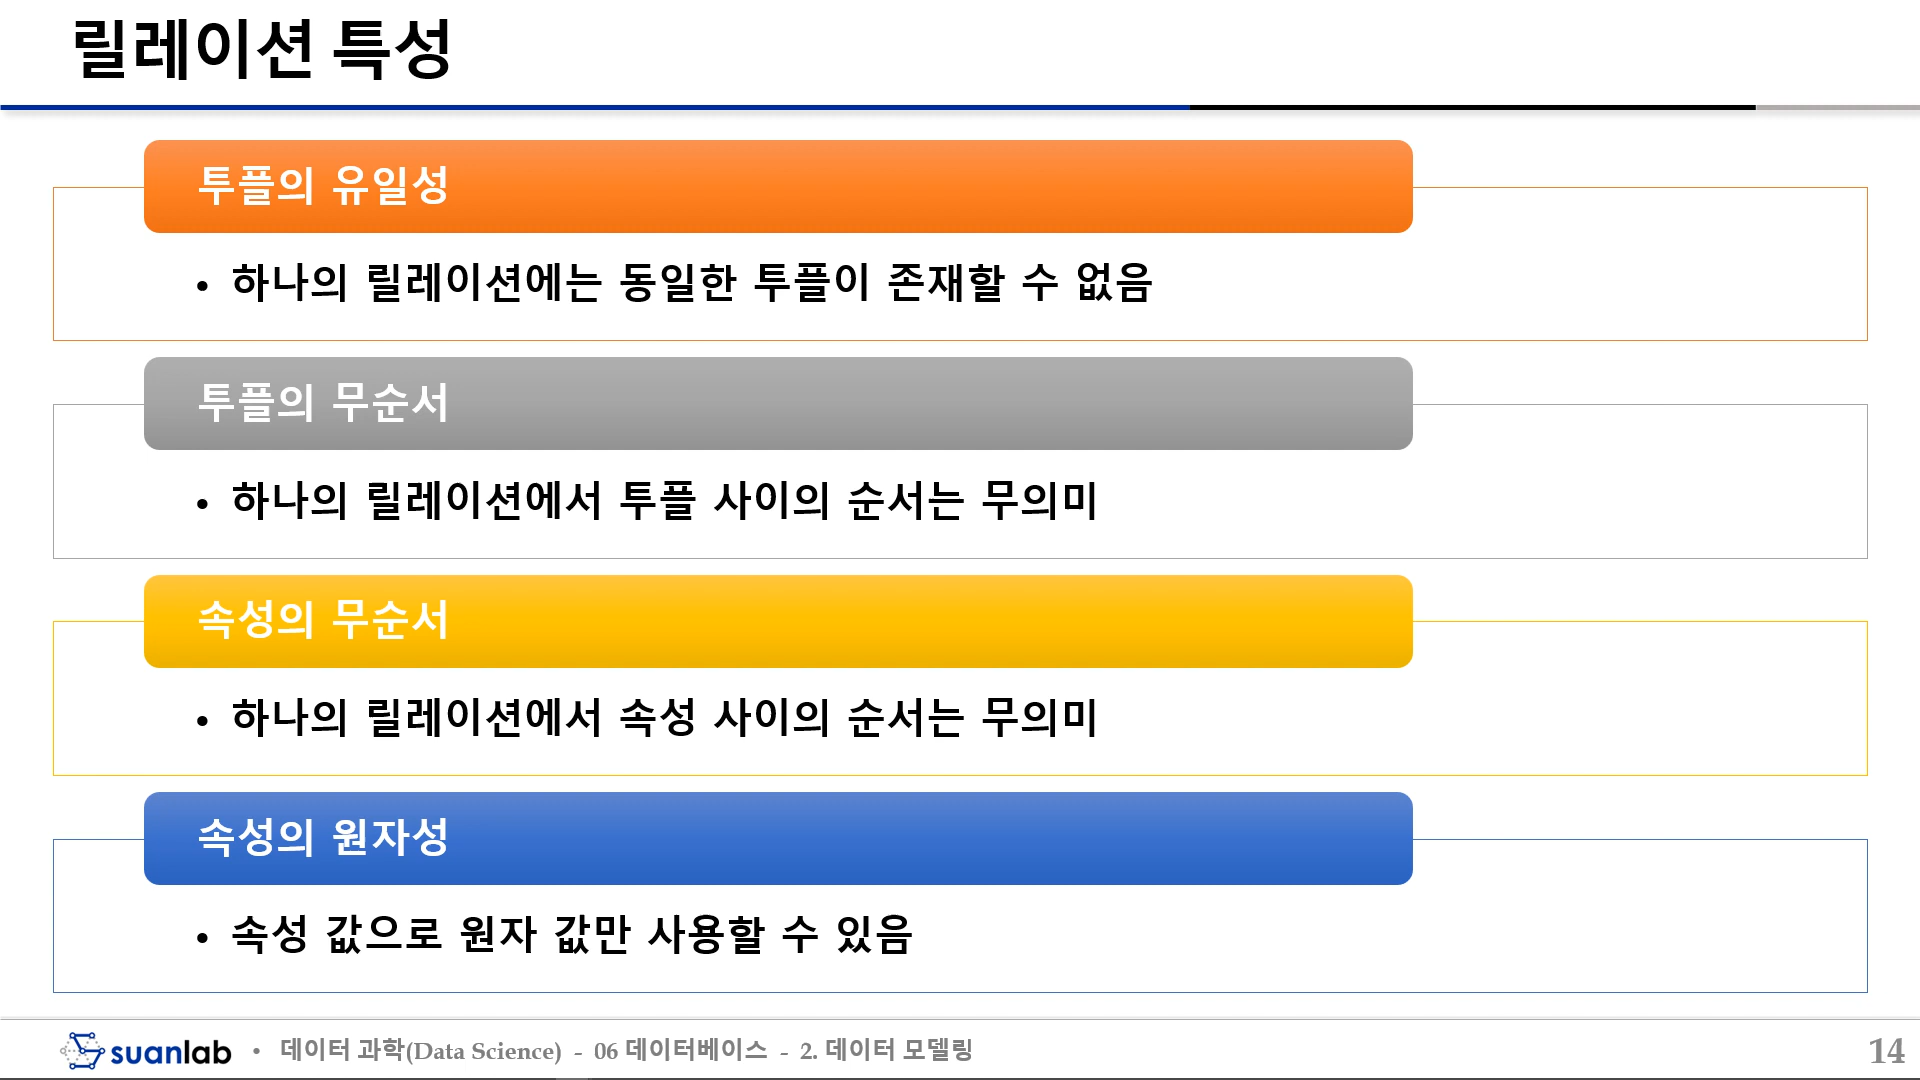 릴레이션 특성
투플의 유일성
• 하나의 릴레이션에는 동일한 투플이 존재할 수 없음
투플의 무순서
• 하나의 릴레이션에서 투플 사이의 순서는 무의미
속성의 무순서
• 하나의 릴레이션에서 속성 사이의 순서는 무의미
속성의 원자성
• 속성 값으로 원자 값만 사용할 수 있음
suanlab • 데이터 과학(Data Science) - 06 데이터베이스 - 2. 데이터 모델링 14